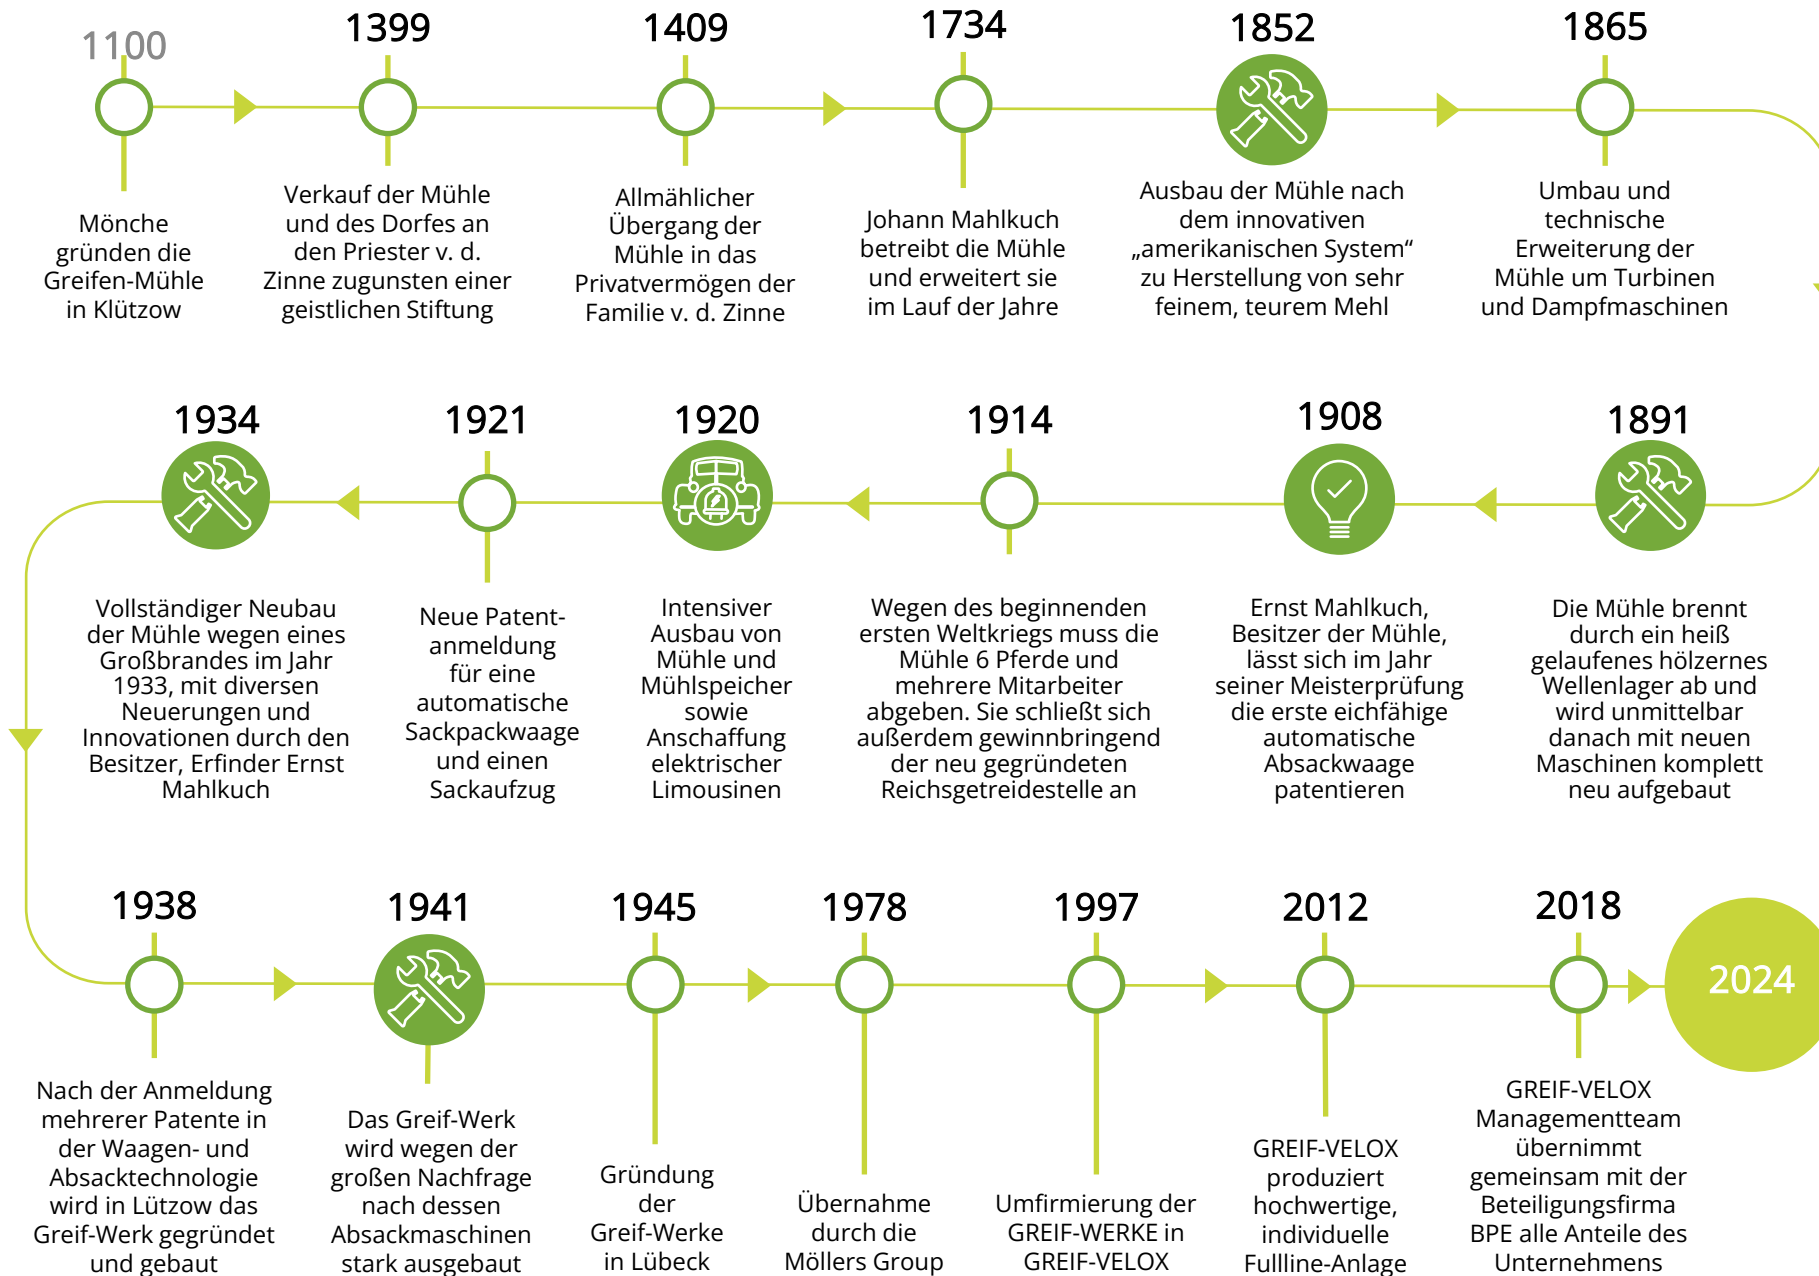 1100
Mönche
gründen die
Greifen-Mühle
in Klützow
1399
Verkauf der Mühle
und des Dorfes an
den Priester v. d.
Zinne zugunsten einer
geistlichen Stiftung
1409
Allmählicher
Übergang der
Mühle in das
Privatvermögen der
Familie v. d. Zinne
1734
Johann Mahlkuch
betreibt die Mühle
und erweitert sie
im Lauf der Jahre
1852
Ausbau der Mühle nach
dem innovativen
„amerikanischen System“
zu Herstellung von sehr
feinem, teurem Mehl
1865
Umbau und
technische
Erweiterung der
Mühle um Turbinen
und Dampfmaschinen
1891
Die Mühle brennt
durch ein heiß
gelaufenes hölzernes
Wellenlager ab und
wird unmittelbar
danach mit neuen
Maschinen komplett
neu aufgebaut
1908
Ernst Mahlkuch,
Besitzer der Mühle,
lässt sich im Jahr
seiner Meisterprüfung
die erste eichfähige
automatische
Absackwaage
patentieren
1914
Wegen des beginnenden
ersten Weltkriegs muss die
Mühle 6 Pferde und
mehrere Mitarbeiter
abgeben. Sie schließt sich
außerdem gewinnbringend
der neu gegründeten
Reichsgetreidestelle an
1920
Intensiver
Ausbau von
Mühle und
Mühlspeicher
sowie
Anschaffung
elektrischer
Limousinen
1921
Neue Patent-
anmeldung
für eine
automatische
Sackpackwaage
und einen
Sackaufzug
1934
Vollständiger Neubau
der Mühle wegen eines
Großbrandes im Jahr
1933, mit diversen
Neuerungen und
Innovationen durch den
Besitzer, Erfinder Ernst
Mahlkuch
1938
Nach der Anmeldung
mehrerer Patente in
der Waagen- und
Absacktechnologie
wird in Lützow das
Greif-Werk gegründet
und gebaut
1941
Das Greif-Werk
wird wegen der
großen Nachfrage
nach dessen
Absackmaschinen
stark ausgebaut
1945
Gründung
der
Greif-Werke
in Lübeck
1978
Übernahme
durch die
Möllers Group
1997
Umfirmierung der
GREIF-WERKE in
GREIF-VELOX
2012
GREIF-VELOX
produziert
hochwertige,
individuelle
Fullline-Anlage
2018
GREIF-VELOX
Managementteam
übernimmt
gemeinsam mit der
Beteiligungsfirma
BPE alle Anteile des
Unternehmens
2024